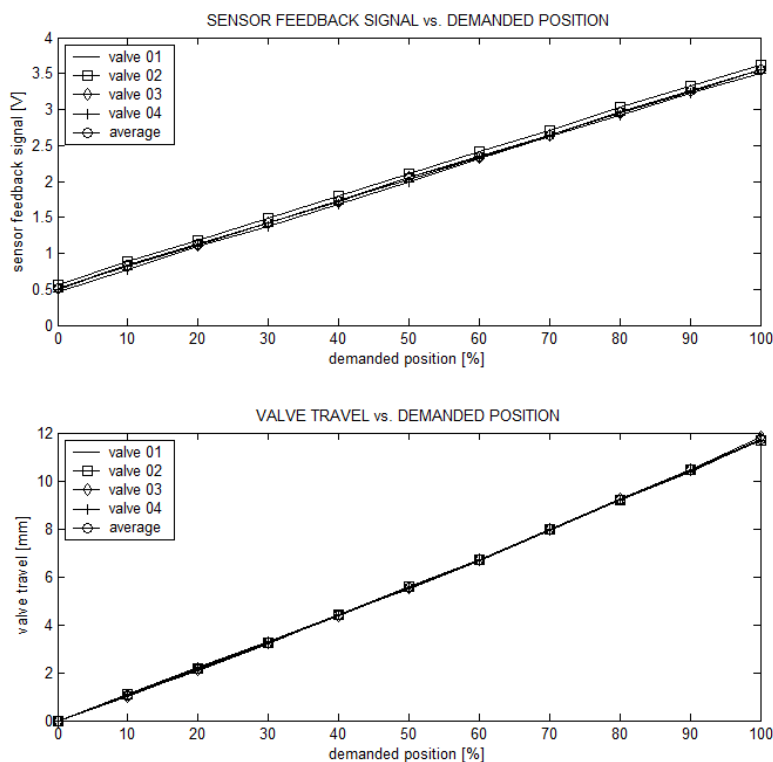 SENSOR FEEDBACK SIGNAL vs. DEMANDED POSITION
4
3.5
3
2.5
2
1.5
1
0.5
0
sensor feedback signal [V]
valve 01
valve 02
valve 03
valve 04
average
0 10 20 30 40 50 60 70 80 90 100
demanded position [%]
VALVE TRAVEL vs. DEMANDED POSITION
12
10
8
6
4
2
0
valve travel [mm]
valve 01
valve 02
valve 03
valve 04
average
0 10 20 30 40 50 60 70 80 90 100
demanded position [%]